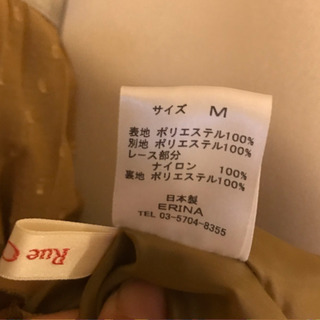 サイズ M
表地 ポリエステル100%
別地 ポリエステル100%
レース部分
ナイロン 100%
裏地 ポリエステル100%
日本製
ERINA
TEL 03-5704-8355
Rue